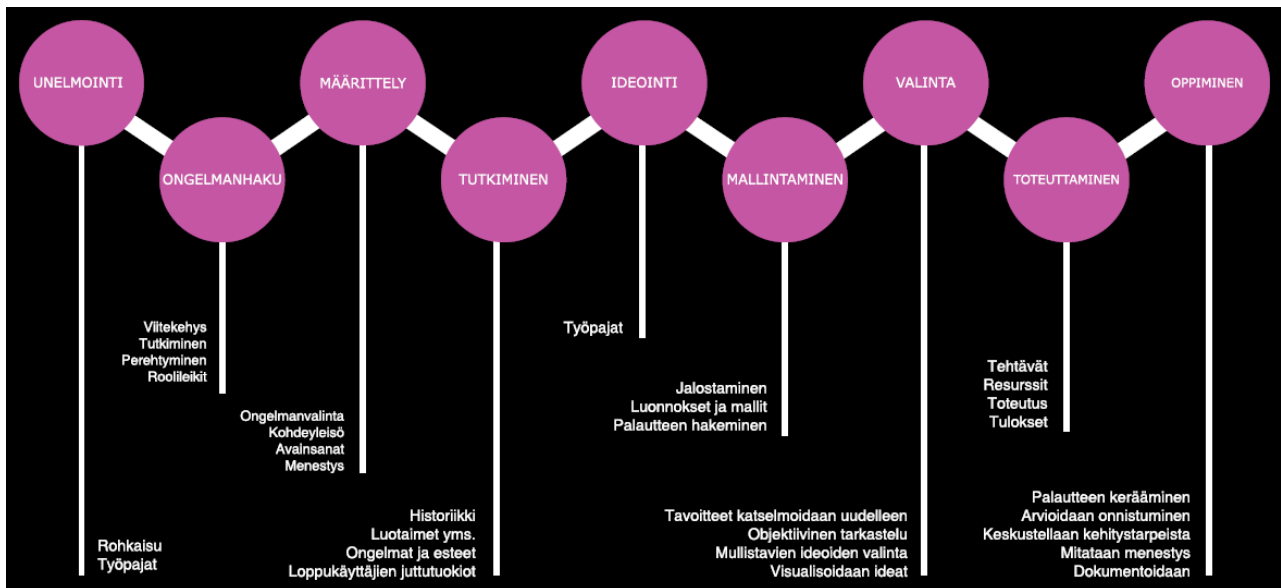 UNELMOINTI
Rohkaisu
Työpajat
ONGELMANHAKU
Viitekehys
Tutkiminen
Perehtyminen
Roolileikit
MÄÄRITTELY
Ongelmanvalinta
Kohdeyleisö
Avainsanat
Menestys
TUTKIMINEN
Historiikki
Luotaimet yms.
Ongelmat ja esteet
Loppukäyttäjien juttutuokiot
IDEOINTI
Työpajat
MALLINTAMINEN
Jalostaminen
Luonnokset ja mallit
Palautteen hakeminen
VALINTA
Tavoitteet katselmoidaan uudelleen
Objektiivinen tarkastelu
Mullistavien ideoiden valinta
Visualisoidaan ideat
TOTEUTTAMINEN
Tehtävät
Resurssit
Toteutus
Tulokset
OPPIMINEN
Palautteen kerääminen
Arvioidaan onnistuminen
Keskustellaan kehitystarpeista
Mitataan menestys
Dokumentoidaan